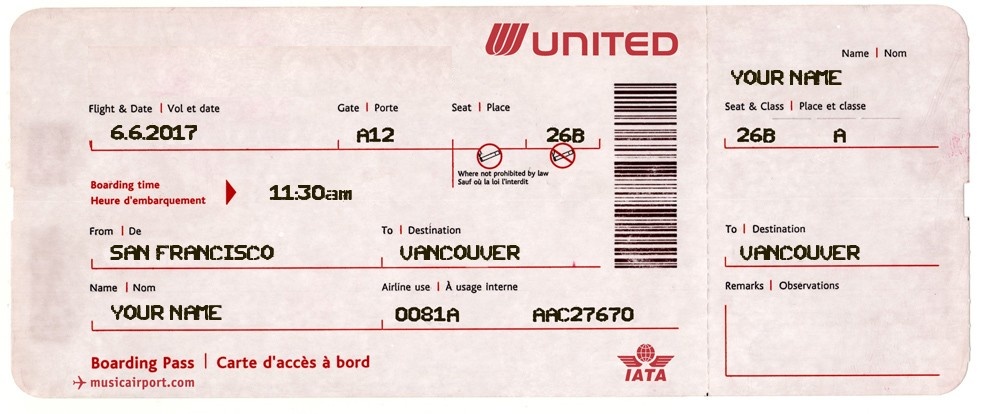 UNITED
Flight & Date | Vol et date
Gate | Porte
Seat | Place
6.6.2017
A12
26B
Where not prohibited by law
Sauf où la loi l'interdit
Boarding time
Heure d'embarquement
11:30am
From | De
To | Destination
SAN FRANCISCO
VANCOUVER
Name | Nom
Airline use | À usage interne
YOUR NAME
0081A
AAC27670
Boarding Pass | Carte d'accès à bord
musicairport.com
IATA
Name | Nom
YOUR NAME
Seat & Class | Place et classe
26B
A
To | Destination
VANCOUVER
Remarks | Observations